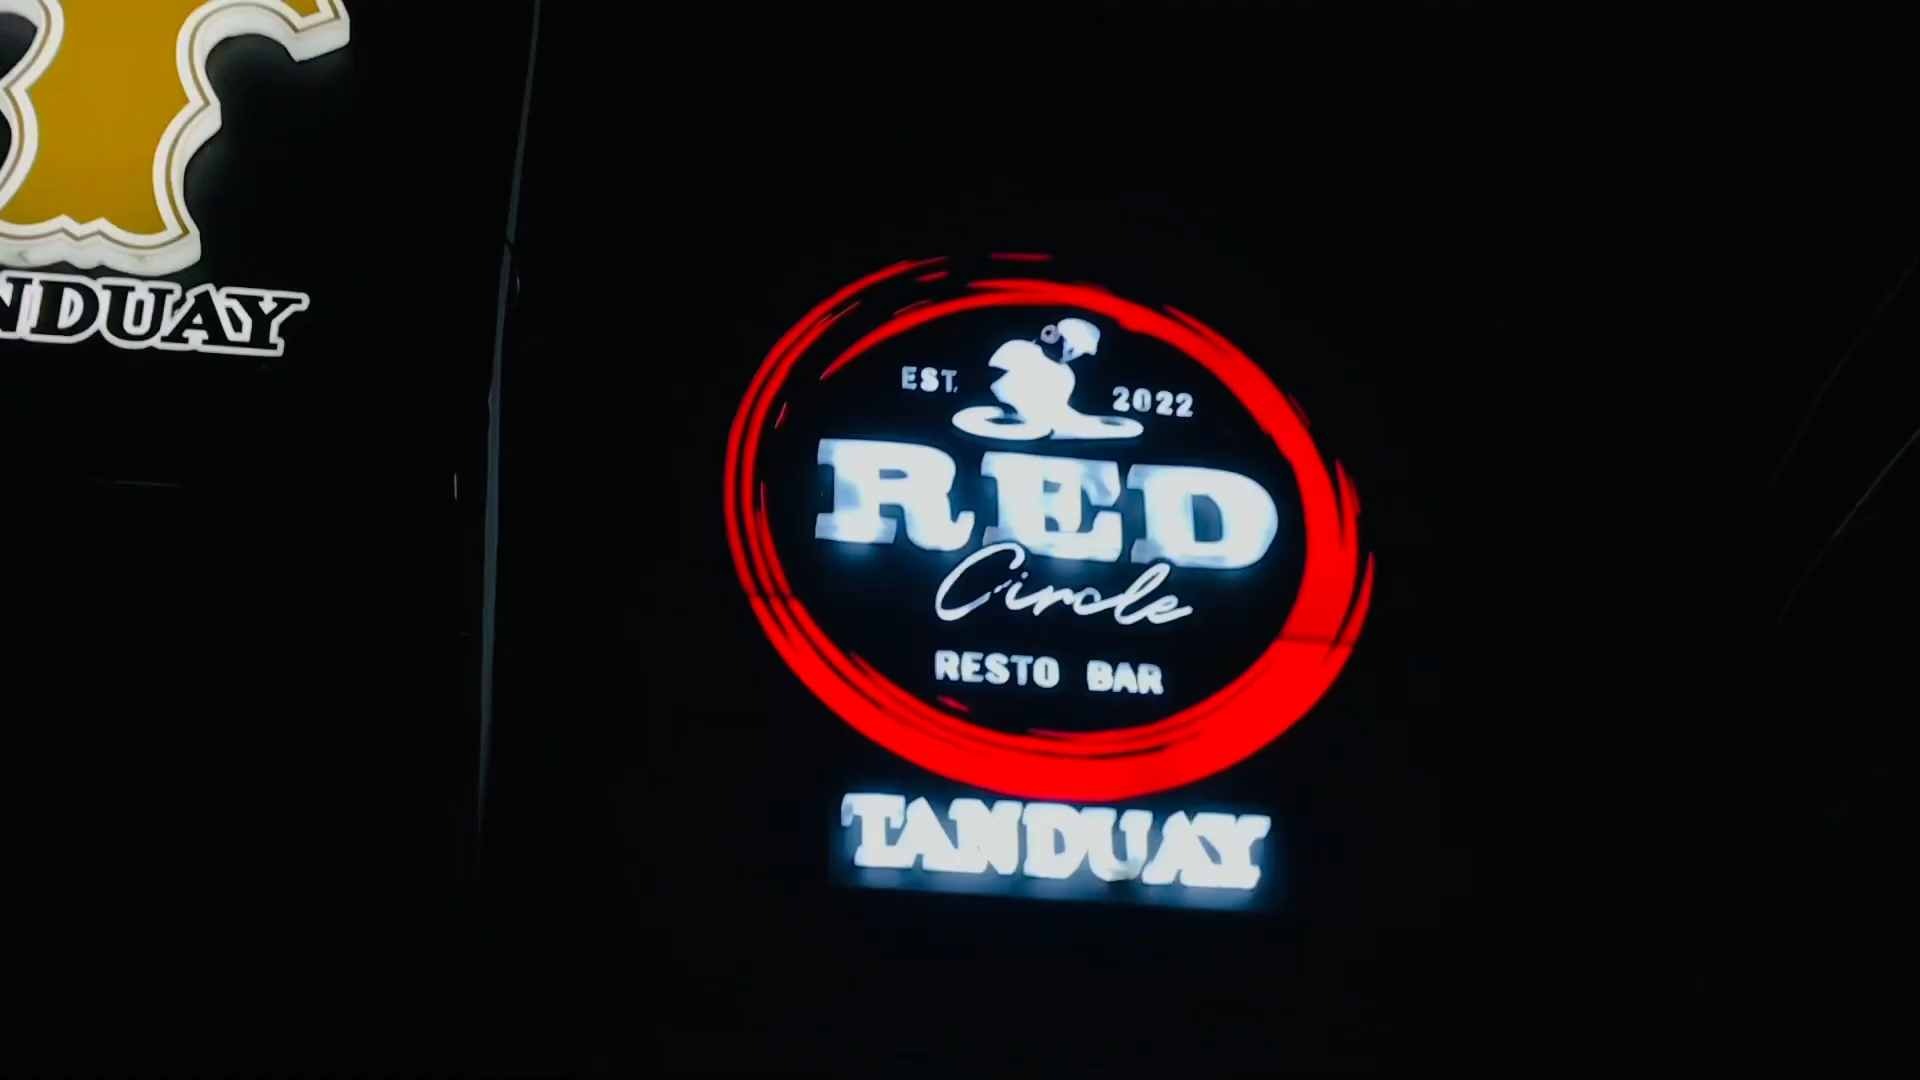 NDUAY
EST. 2022
RED
Circle
RESTO BAR
TANDUAY